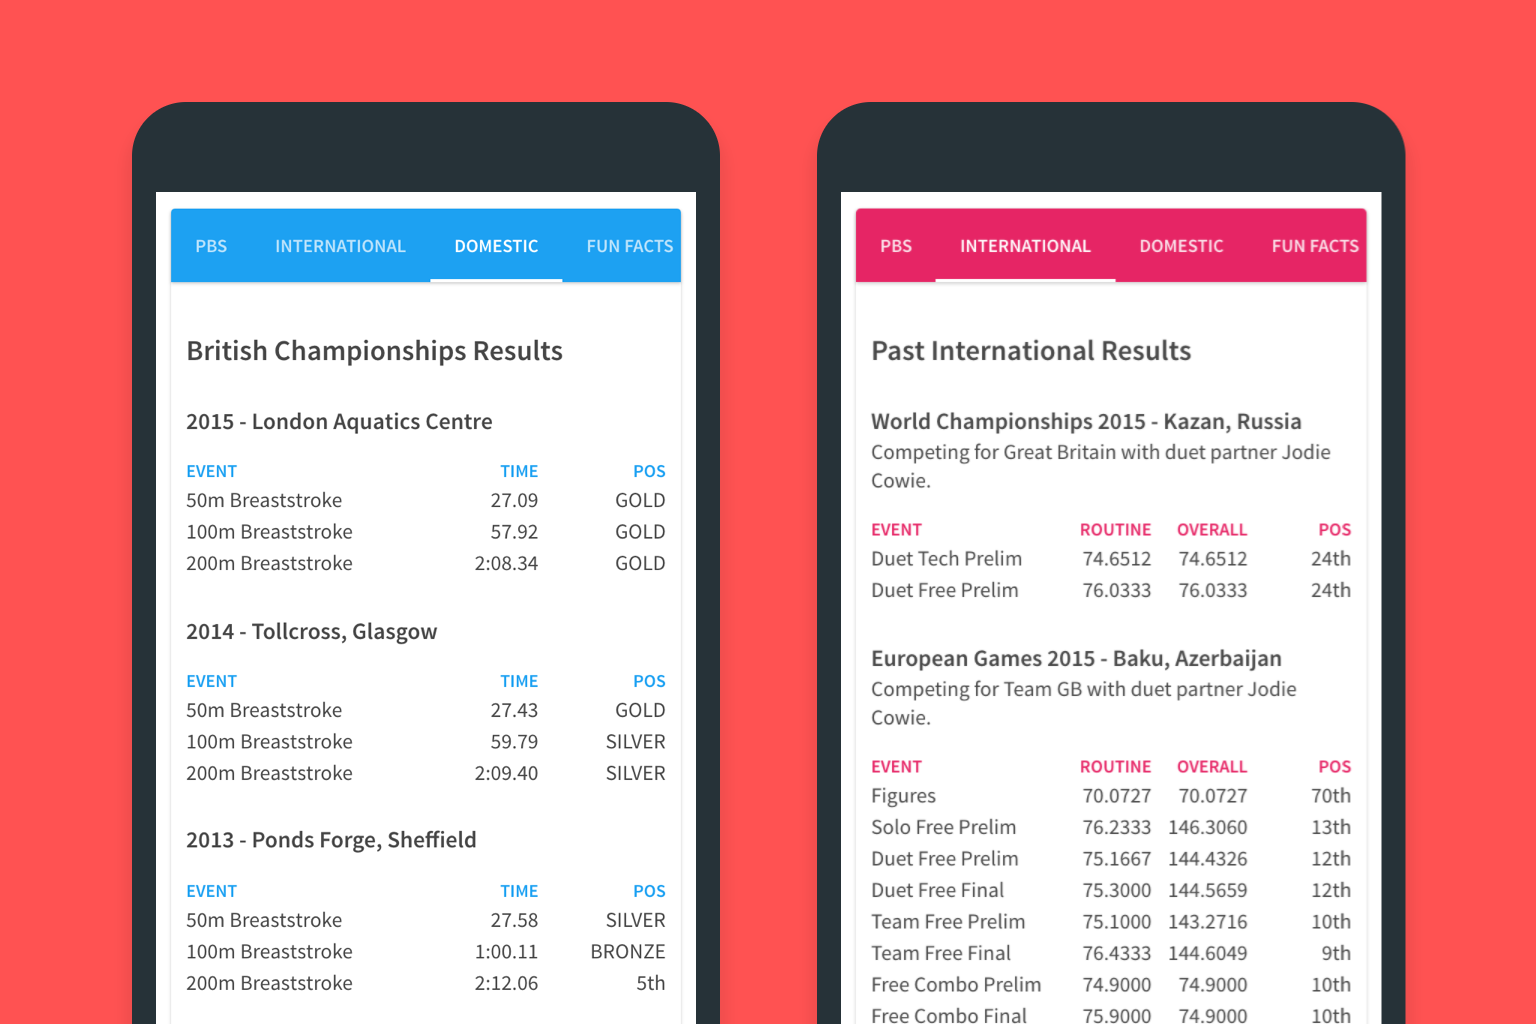 PBS INTERNATIONAL DOMESTIC FUN FACTS
British Championships Results
2015 - London Aquatics Centre
EVENT TIME POS
50m Breaststroke 27.09 GOLD
100m Breaststroke 57.92 GOLD
200m Breaststroke 2:08.34 GOLD
2014 - Tollcross, Glasgow
EVENT TIME POS
50m Breaststroke 27.43 GOLD
100m Breaststroke 59.79 SILVER
200m Breaststroke 2:09.40 SILVER
2013 - Ponds Forge, Sheffield
EVENT TIME POS
50m Breaststroke 27.58 SILVER
100m Breaststroke 1:00.11 BRONZE
200m Breaststroke 2:12.06 5th
PBS INTERNATIONAL DOMESTIC FUN FACTS
Past International Results
World Championships 2015 - Kazan, Russia
Competing for Great Britain with duet partner Jodie
Cowie.
EVENT ROUTINE OVERALL POS
Duet Tech Prelim 74.6512 74.6512 24th
Duet Free Prelim 76.0333 76.0333 24th
European Games 2015 - Baku, Azerbaijan
Competing for Team GB with duet partner Jodie
Cowie.
EVENT ROUTINE OVERALL POS
Figures 70.0727 70.0727 70th
Solo Free Prelim 76.2333 146.3060 13th
Duet Free Prelim 75.1667 144.4326 12th
Duet Free Final 75.3000 144.5659 12th
Team Free Prelim 75.1000 143.2716 10th
Team Free Final 76.4333 144.6049 9th
Free Combo Prelim 74.9000 74.9000 10th
Free Combo Final 75.9000 74.9000 10th